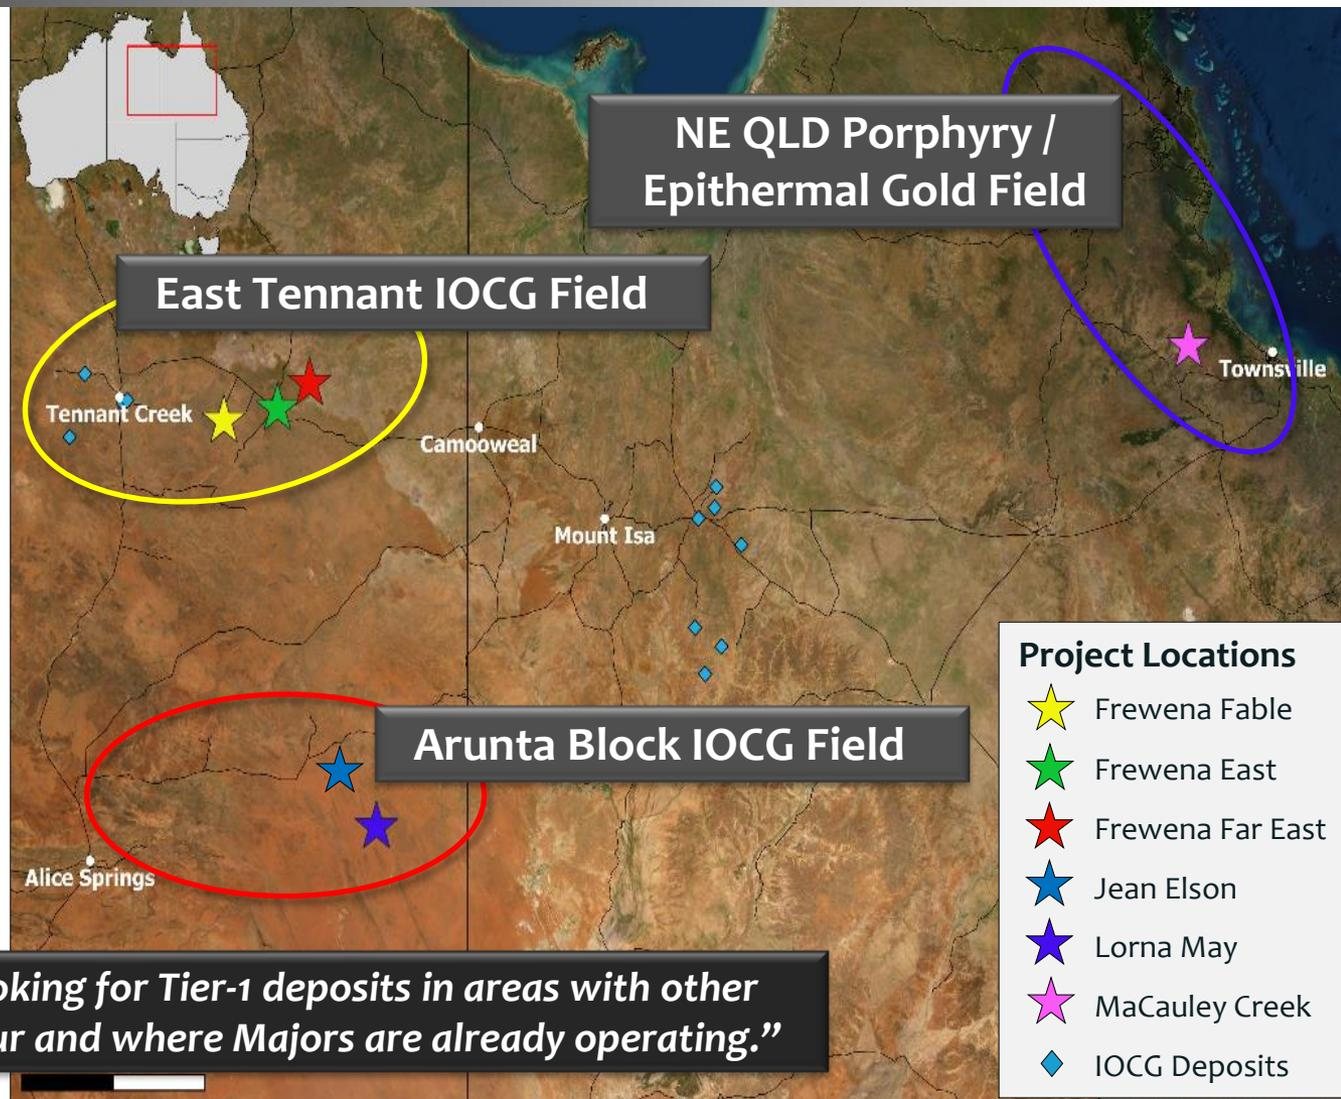 NE QLD Porphyry /
Epithermal Gold Field
East Tennant IOCG Field
Townsville
Tennant Creek
Camooweal
Mount Isa
Arunta Block IOCG Field
Alice Springs
Project Locations
Frewena Fable
Frewena East
Frewena Far East
Jean Elson
Lorna May
MaCauley Creek
IOCG Deposits
for Tier-1 deposits in areas with other
and where Majors are already operating.”